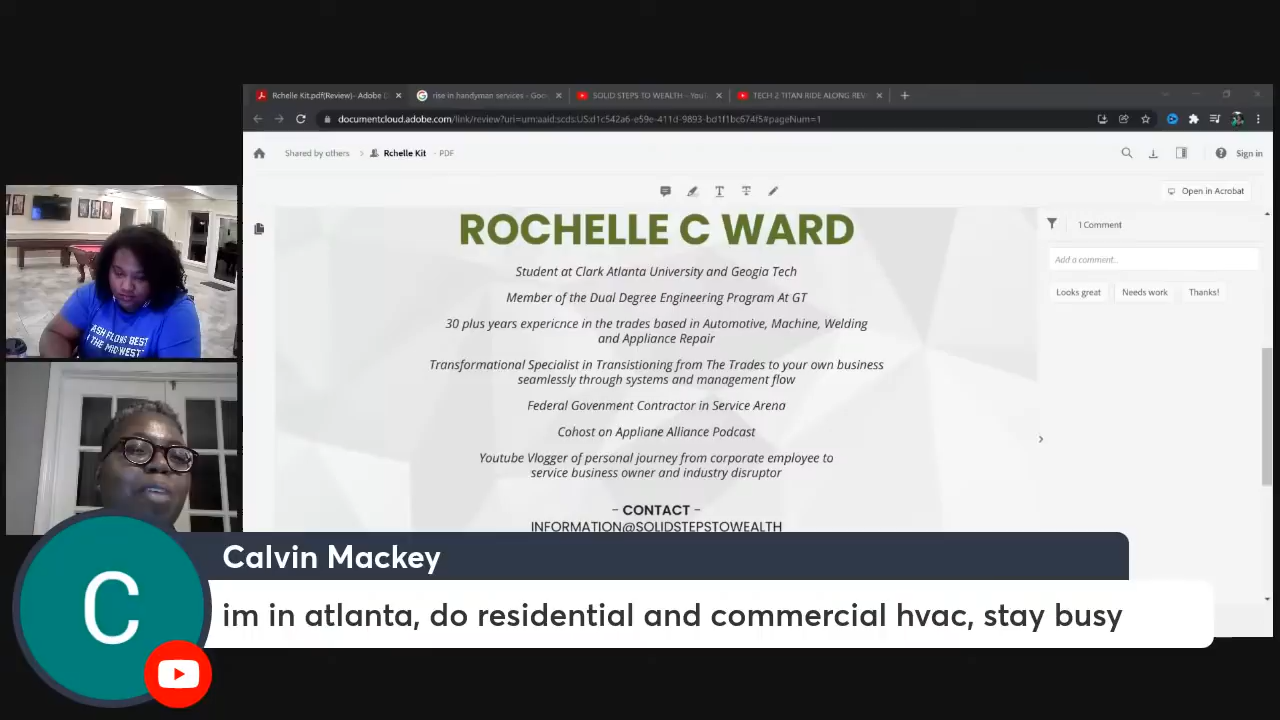 Rchelle Kit.pdf(Review)- Adobe D
rise in handyman services - Goo
SOLID STEPS TO WEALTH - YouT
TECH 2 TITAN RIDE ALONG REV
documentcloud.adobe.com/link/review?uri=urn:aaid:scds:US:d1c542a6-e59e-411d-9893-bd1f1bc674f5#pageNum=1
Shared by others > Rchelle Kit - PDF
Sign in
Open in Acrobat
ROCHELLE C WARD
Student at Clark Atlanta University and Geogia Tech
Member of the Dual Degree Engineering Program At GT
30 plus years expericnce in the trades based in Automotive, Machine, Welding
and Appliance Repair
Transformational Specialist in Transistioning from The Trades to your own business
seamlessly through systems and management flow
Federal Govenment Contractor in Service Arena
Cohost on Appliane Alliance Podcast
Youtube Vlogger of personal journey from corporate employee to
service business owner and industry disruptor
- CONTACT -
INFORMATION@SOLIDSTEPSTOWEALTH
1 Comment
Add a comment..
Looks great
Needs work
Thanks!
ASH FLOWS BEST
N THE MIDWEST
C
Calvin Mackey
im in atlanta, do residential and commercial hvac, stay busy